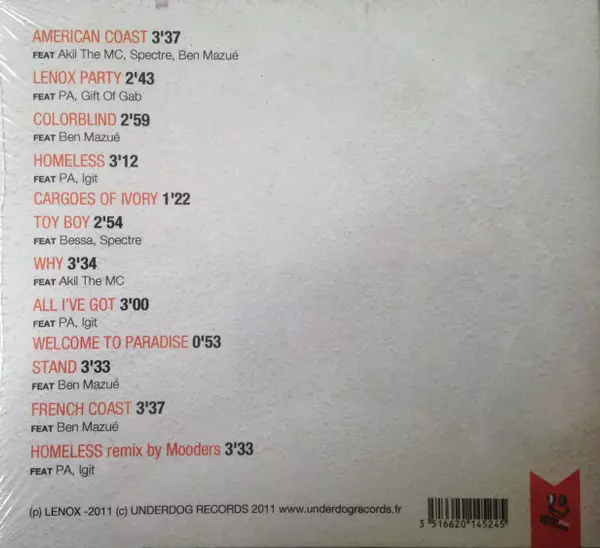 AMERICAN COAST 3'37
FEAT Akil The MC, Spectre, Ben Mazué
LENOX PARTY 2'43
FEAT PA, Gift Of Gab
COLORBLIND 2'59
FEAT Ben Mazué
HOMELESS 3'12
FEAT PA, Igit
CARGOES OF IVORY 1'22
TOY BOY 2'54
FEAT Bessa, Spectre
WHY 3'34
FEAT Akil The MC
ALL I'VE GOT 3'00
FEAT PA, Igit
WELCOME TO PARADISE 0'53
STAND 3'33
FEAT Ben Mazué
FRENCH COAST 3'37
FEAT Ben Mazué
HOMELESS remix by Mooders 3'33
FEAT PA, Igit
(p) LENOX -2011 (c) UNDERDOG RECORDS 2011 www.underdogrecords.fr
3 516620 145245